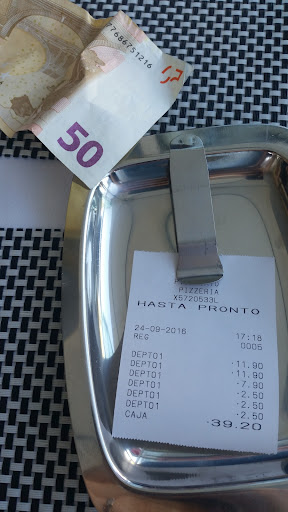 7686751216
50
PIZZERIA
X5720533L
HASTA PRONTO
24-09-2016 17:18
REG 0005
DEPTO1 ·11.90
DEPTO1 ·11.90
DEPTO1 ·7.90
DEPTO1 ·2.50
DEPTO1 ·2.50
DEPTO1 ·2.50
CAJA ·39.20